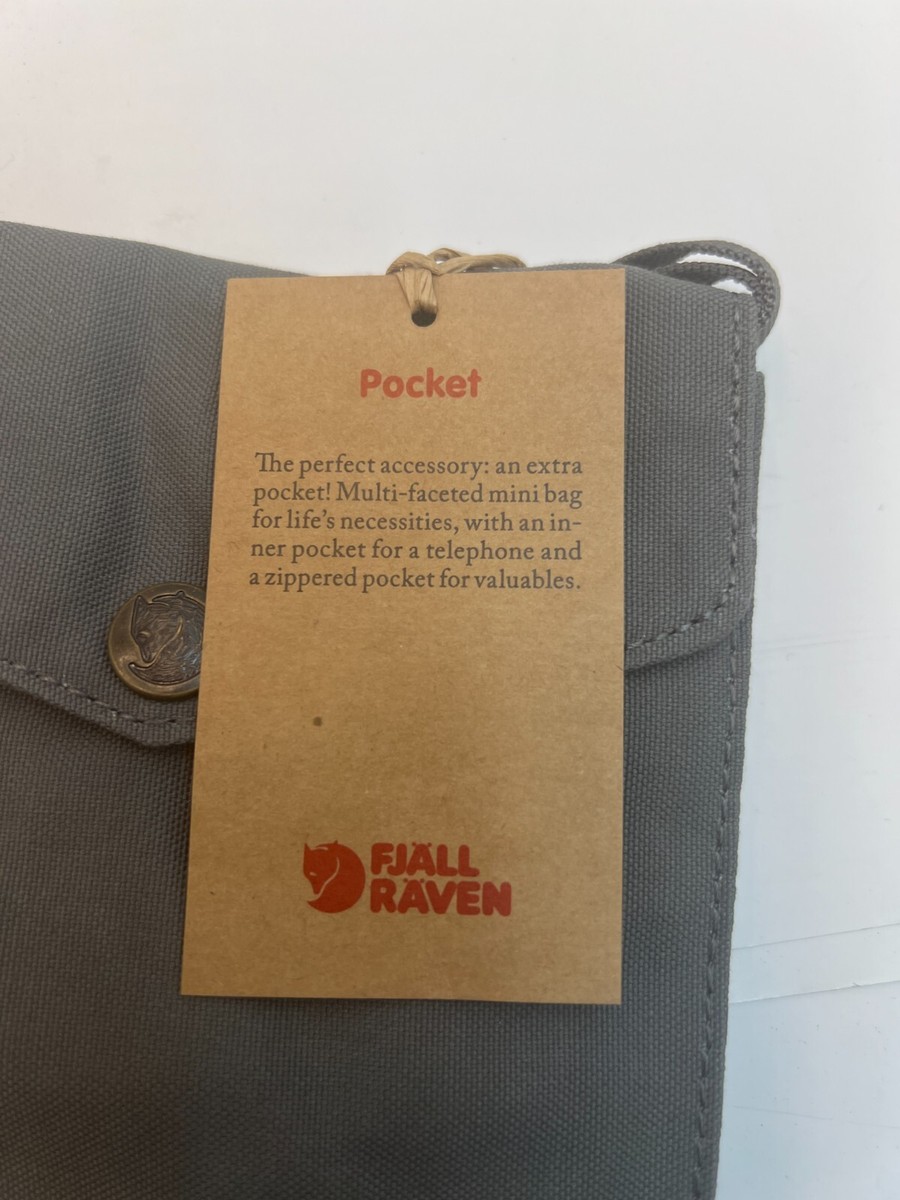 Pocket
The perfect accessory: an extra
pocket! Multi-faceted mini bag
for life's necessities, with an in-
ner pocket for a telephone and
a zippered pocket for valuables.
FJÄLL
RÄVEN